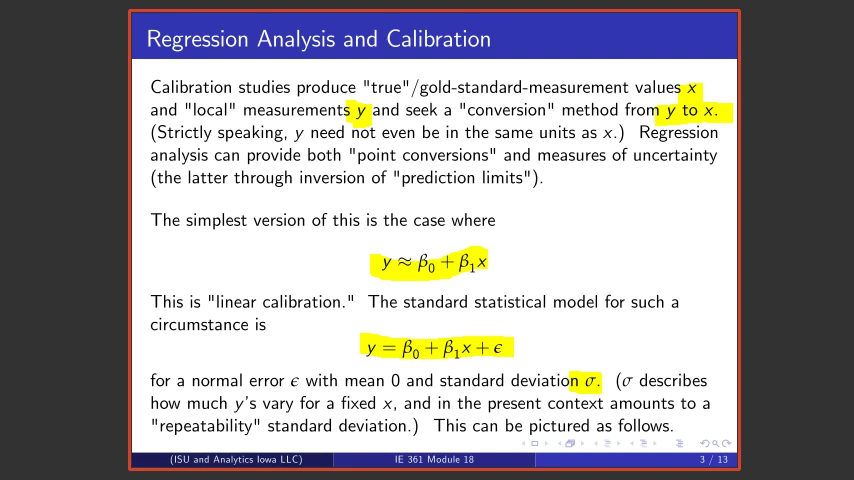 Regression Analysis and Calibration
Calibration studies produce "true"/gold-standard-measurement values x
and "local" measurements y and seek a "conversion" method from y to x.
(Strictly speaking, y need not even be in the same units as x.) Regression
analysis can provide both "point conversions" and measures of uncertainty
(the latter through inversion of "prediction limits").
The simplest version of this is the case where
y ≈ β₀ + β₁x
This is "linear calibration." The standard statistical model for such a
circumstance is
y = β₀ + β₁x + ϵ
for a normal error ϵ with mean 0 and standard deviation σ. (σ describes
how much y's vary for a fixed x, and in the present context amounts to a
"repeatability" standard deviation.) This can be pictured as follows.
(ISU and Analytics Iowa LLC) IE 361 Module 18 3 / 13